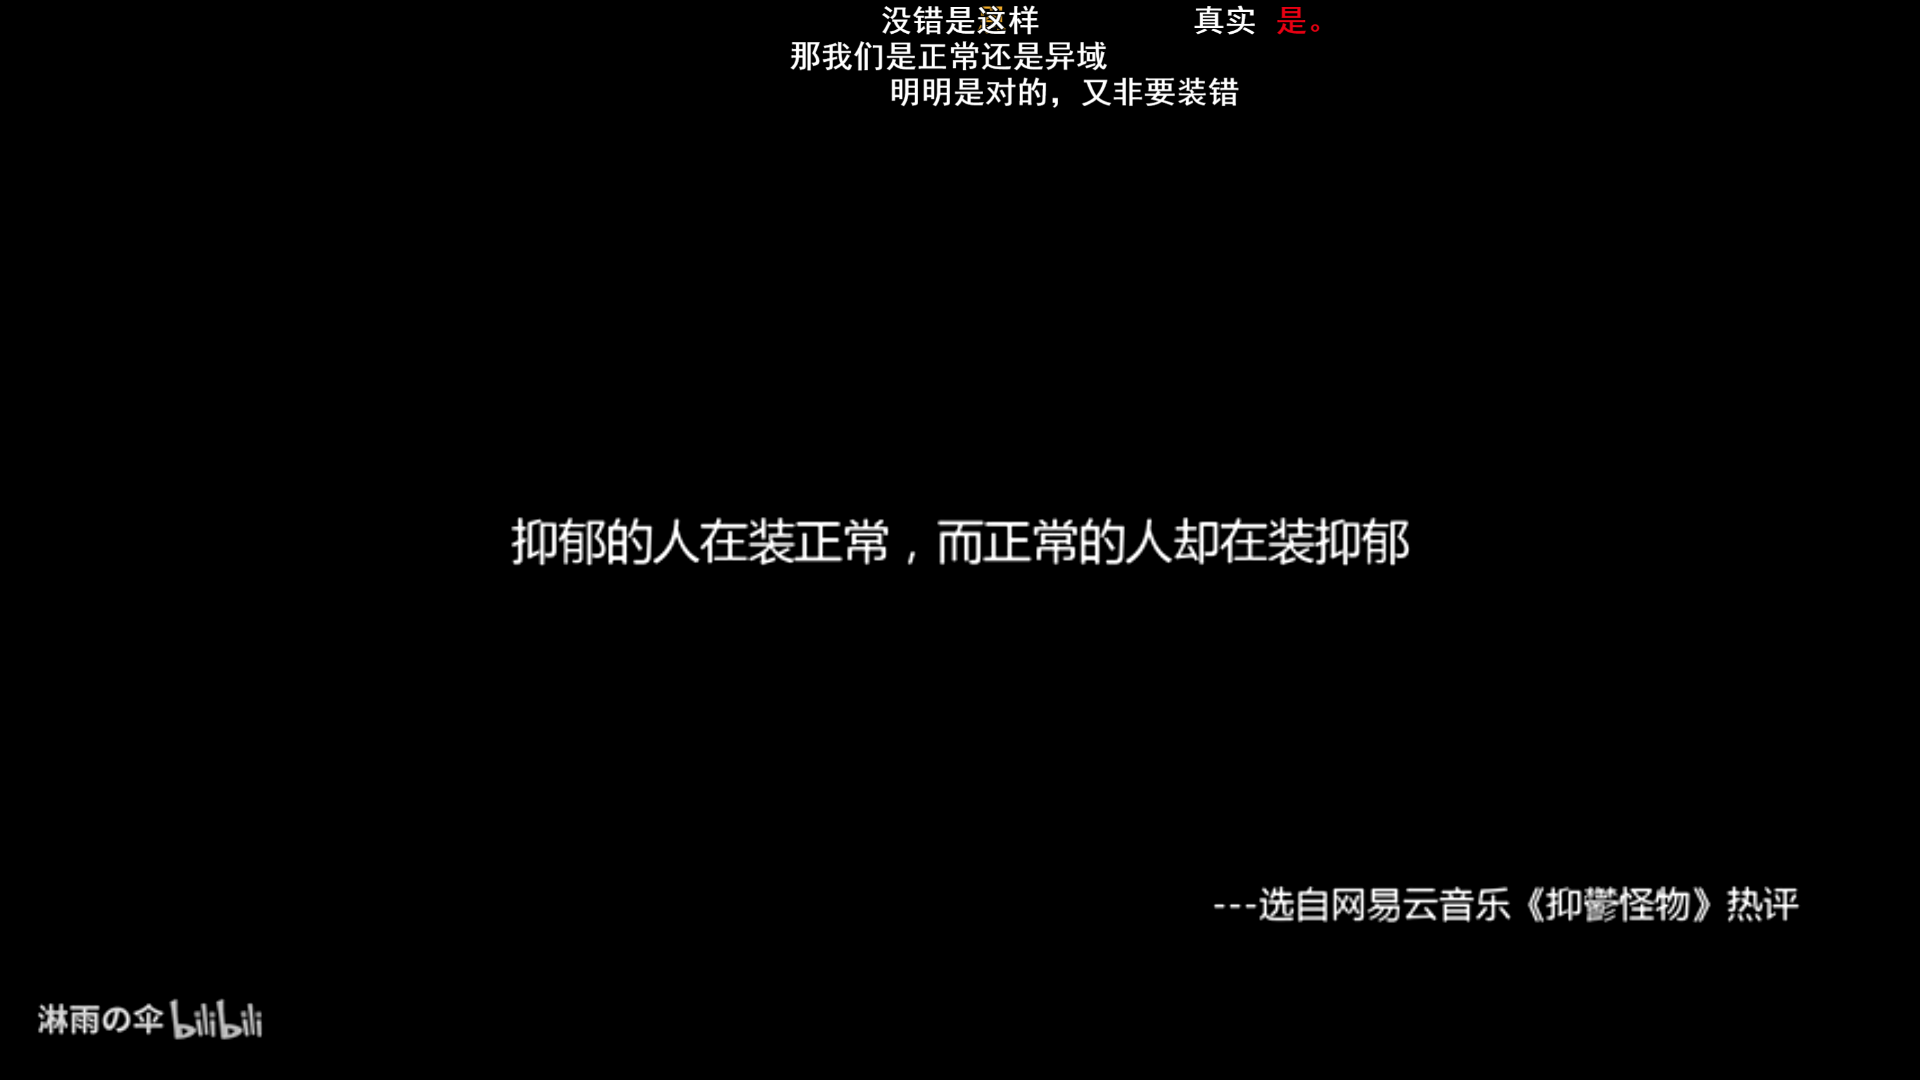 没错是这样 真实 是。
那我们是正常还是异域
明明是对的，又非要装错
抑郁的人在装正常，而正常的人却在装抑郁
---选自网易云音乐《抑鬱怪物》热评
淋雨の伞 bilibili